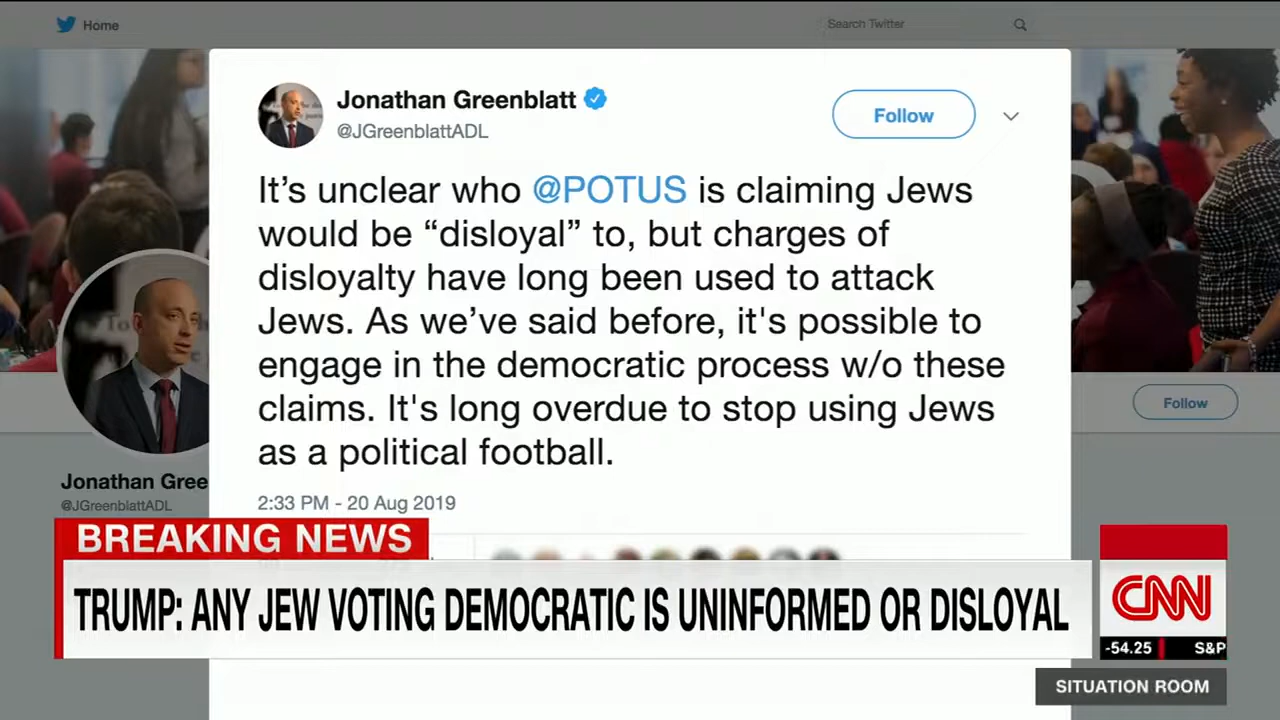 Home
Search Twitter
Jonathan Greenblatt
@JGreenblattADL
Follow
It's unclear who @POTUS is claiming Jews
would be “disloyal” to, but charges of
disloyalty have long been used to attack
Jews. As we've said before, it's possible to
engage in the democratic process w/o these
claims. It's long overdue to stop using Jews
as a political football.
2:33 PM - 20 Aug 2019
Follow
Jonathan Gree
@JGreenblattADL
BREAKING NEWS
TRUMP: ANY JEW VOTING DEMOCRATIC IS UNINFORMED OR DISLOYAL
CNN
-54.25 S&P
SITUATION ROOM